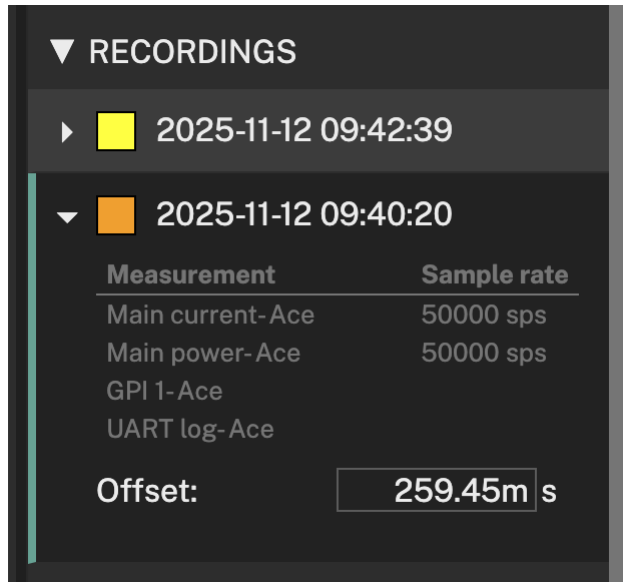 ▼ RECORDINGS
2025-11-12 09:42:39
2025-11-12 09:40:20
Measurement Sample rate
Main current-Ace 50000 sps
Main power-Ace 50000 sps
GPI 1-Ace
UART log-Ace
Offset: 259.45m s